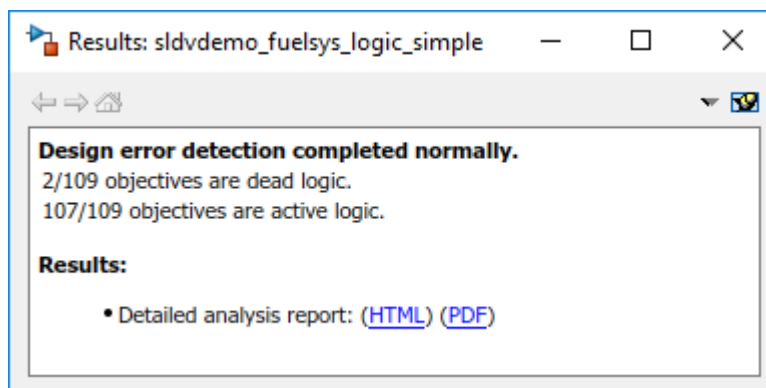 Results: sldvdemo_fuelsys_logic_simple
Design error detection completed normally.
2/109 objectives are dead logic.
107/109 objectives are active logic.
Results:
• Detailed analysis report: (HTML) (PDF)